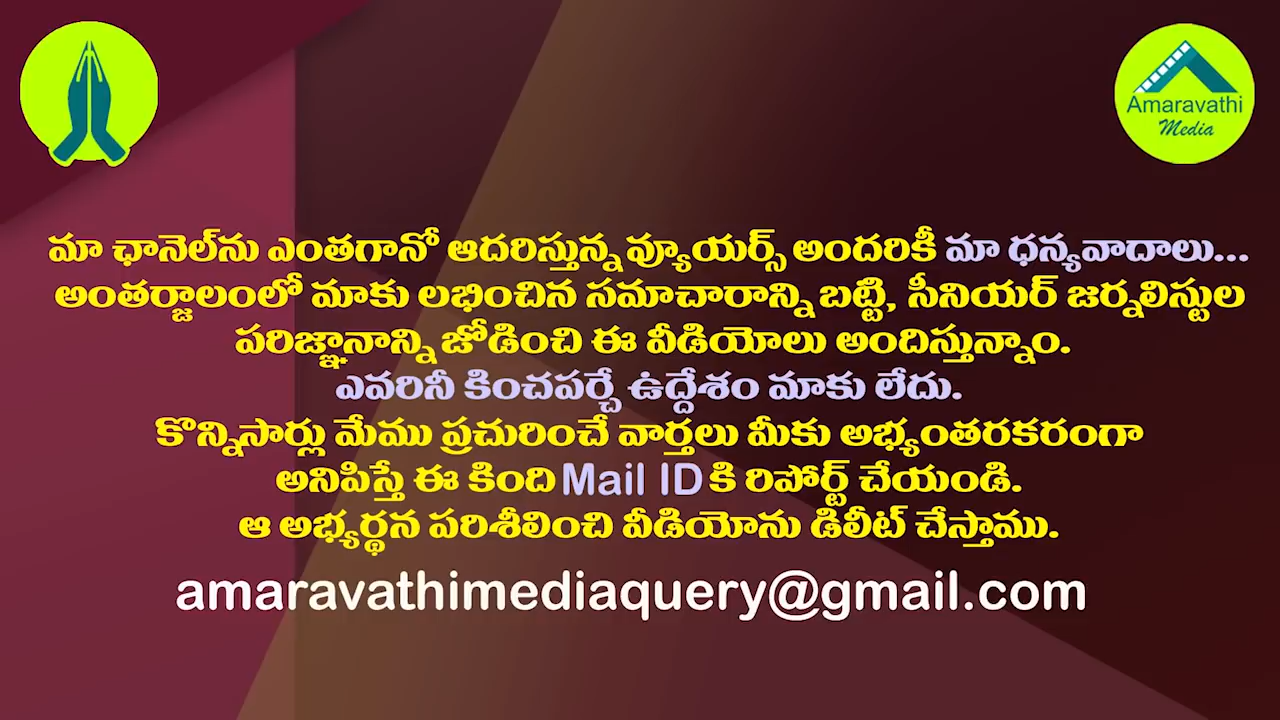 Amaravathi
Media
మా ఛానెల్‌ను ఎంతగానో ఆదరిస్తున్న వ్యూయర్స్ అందరికీ మా ధన్యవాదాలు...
అంతర్జాలంలో మాకు లభించిన సమాచారాన్ని బట్టి, సీనియర్ జర్నలిస్టుల
పరిజ్ఞానాన్ని జోడించి ఈ వీడియోలు అందిస్తున్నాం.
ఎవరినీ కించపర్చే ఉద్దేశం మాకు లేదు.
కొన్నిసార్లు మేము ప్రచురించే వార్తలు మీకు అభ్యంతరకరంగా
అనిపిస్తే ఈ కింది Mail ID కి రిపోర్ట్ చేయండి.
ఆ అభ్యర్థన పరిశీలించి వీడియోను డిలీట్ చేస్తాము.
amaravathimediaquery@gmail.com